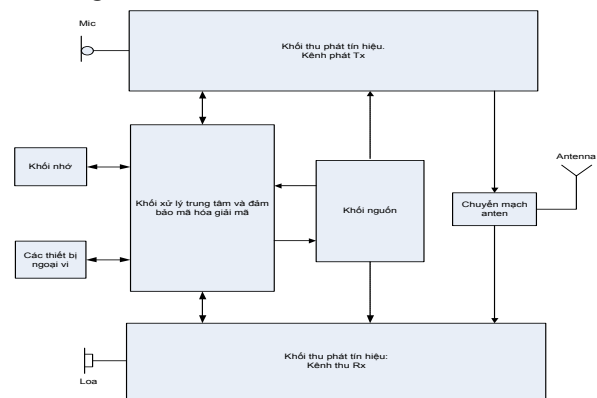 Mic
Khối thu phát tín hiệu.
Kênh phát Tx
Antenna
Khối nhớ
Khối xử lý trung tâm và đảm
bảo mã hóa giải mã
Khối nguồn
Chuyển mạch
anten
Các thiết bị
ngoại vi
Khối thu phát tín hiệu:
Kênh thu Rx
Loa